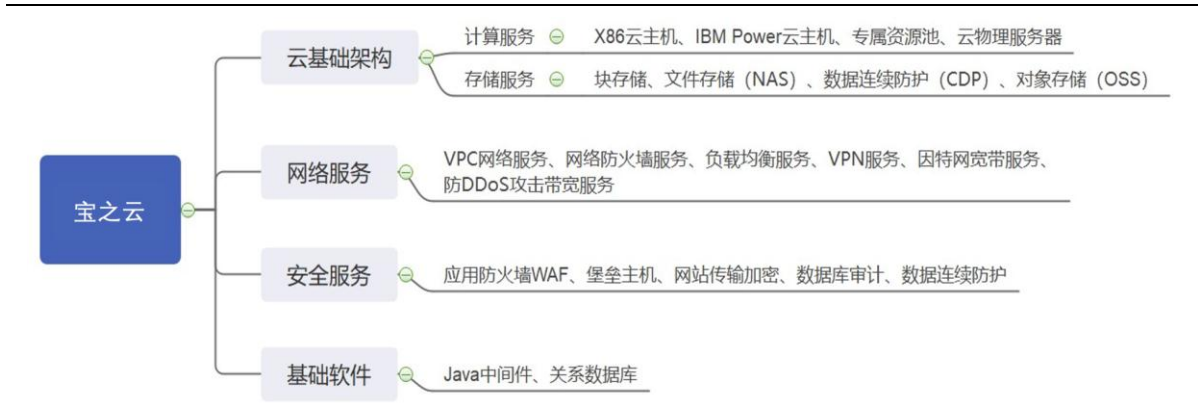 宝之云
云基础架构
计算服务
X86云主机、IBM Power云主机、专属资源池、云物理服务器
存储服务
块存储、文件存储（NAS）、数据连续防护（CDP）、对象存储（OSS）
网络服务
VPC网络服务、网络防火墙服务、负载均衡服务、VPN服务、因特网宽带服务、
防DDoS攻击带宽服务
安全服务
应用防火墙WAF、堡垒主机、网站传输加密、数据库审计、数据连续防护
基础软件
Java中间件、关系数据库